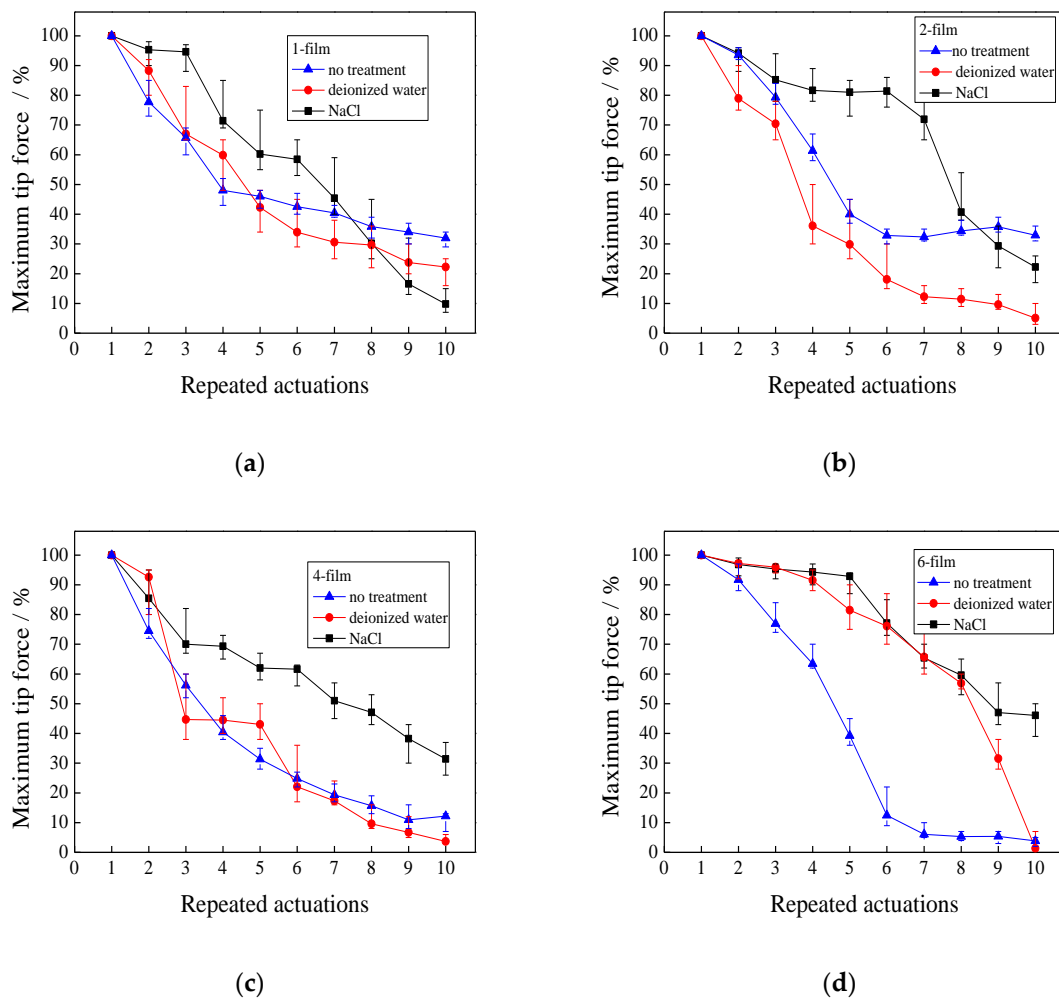 1-film
no treatment
deionized water
NaCl
100
90
80
70
60
50
40
30
20
10
0
Maximum tip force / %
0 1 2 3 4 5 6 7 8 9 10
Repeated actuations
(a)
2-film
no treatment
deionized water
NaCl
100
90
80
70
60
50
40
30
20
10
0
Maximum tip force / %
0 1 2 3 4 5 6 7 8 9 10
Repeated actuations
(b)
4-film
no treatment
deionized water
NaCl
100
90
80
70
60
50
40
30
20
10
0
Maximum tip force / %
0 1 2 3 4 5 6 7 8 9 10
Repeated actuations
(c)
6-film
no treatment
deionized water
NaCl
100
90
80
70
60
50
40
30
20
10
0
Maximum tip force / %
0 1 2 3 4 5 6 7 8 9 10
Repeated actuations
(d)